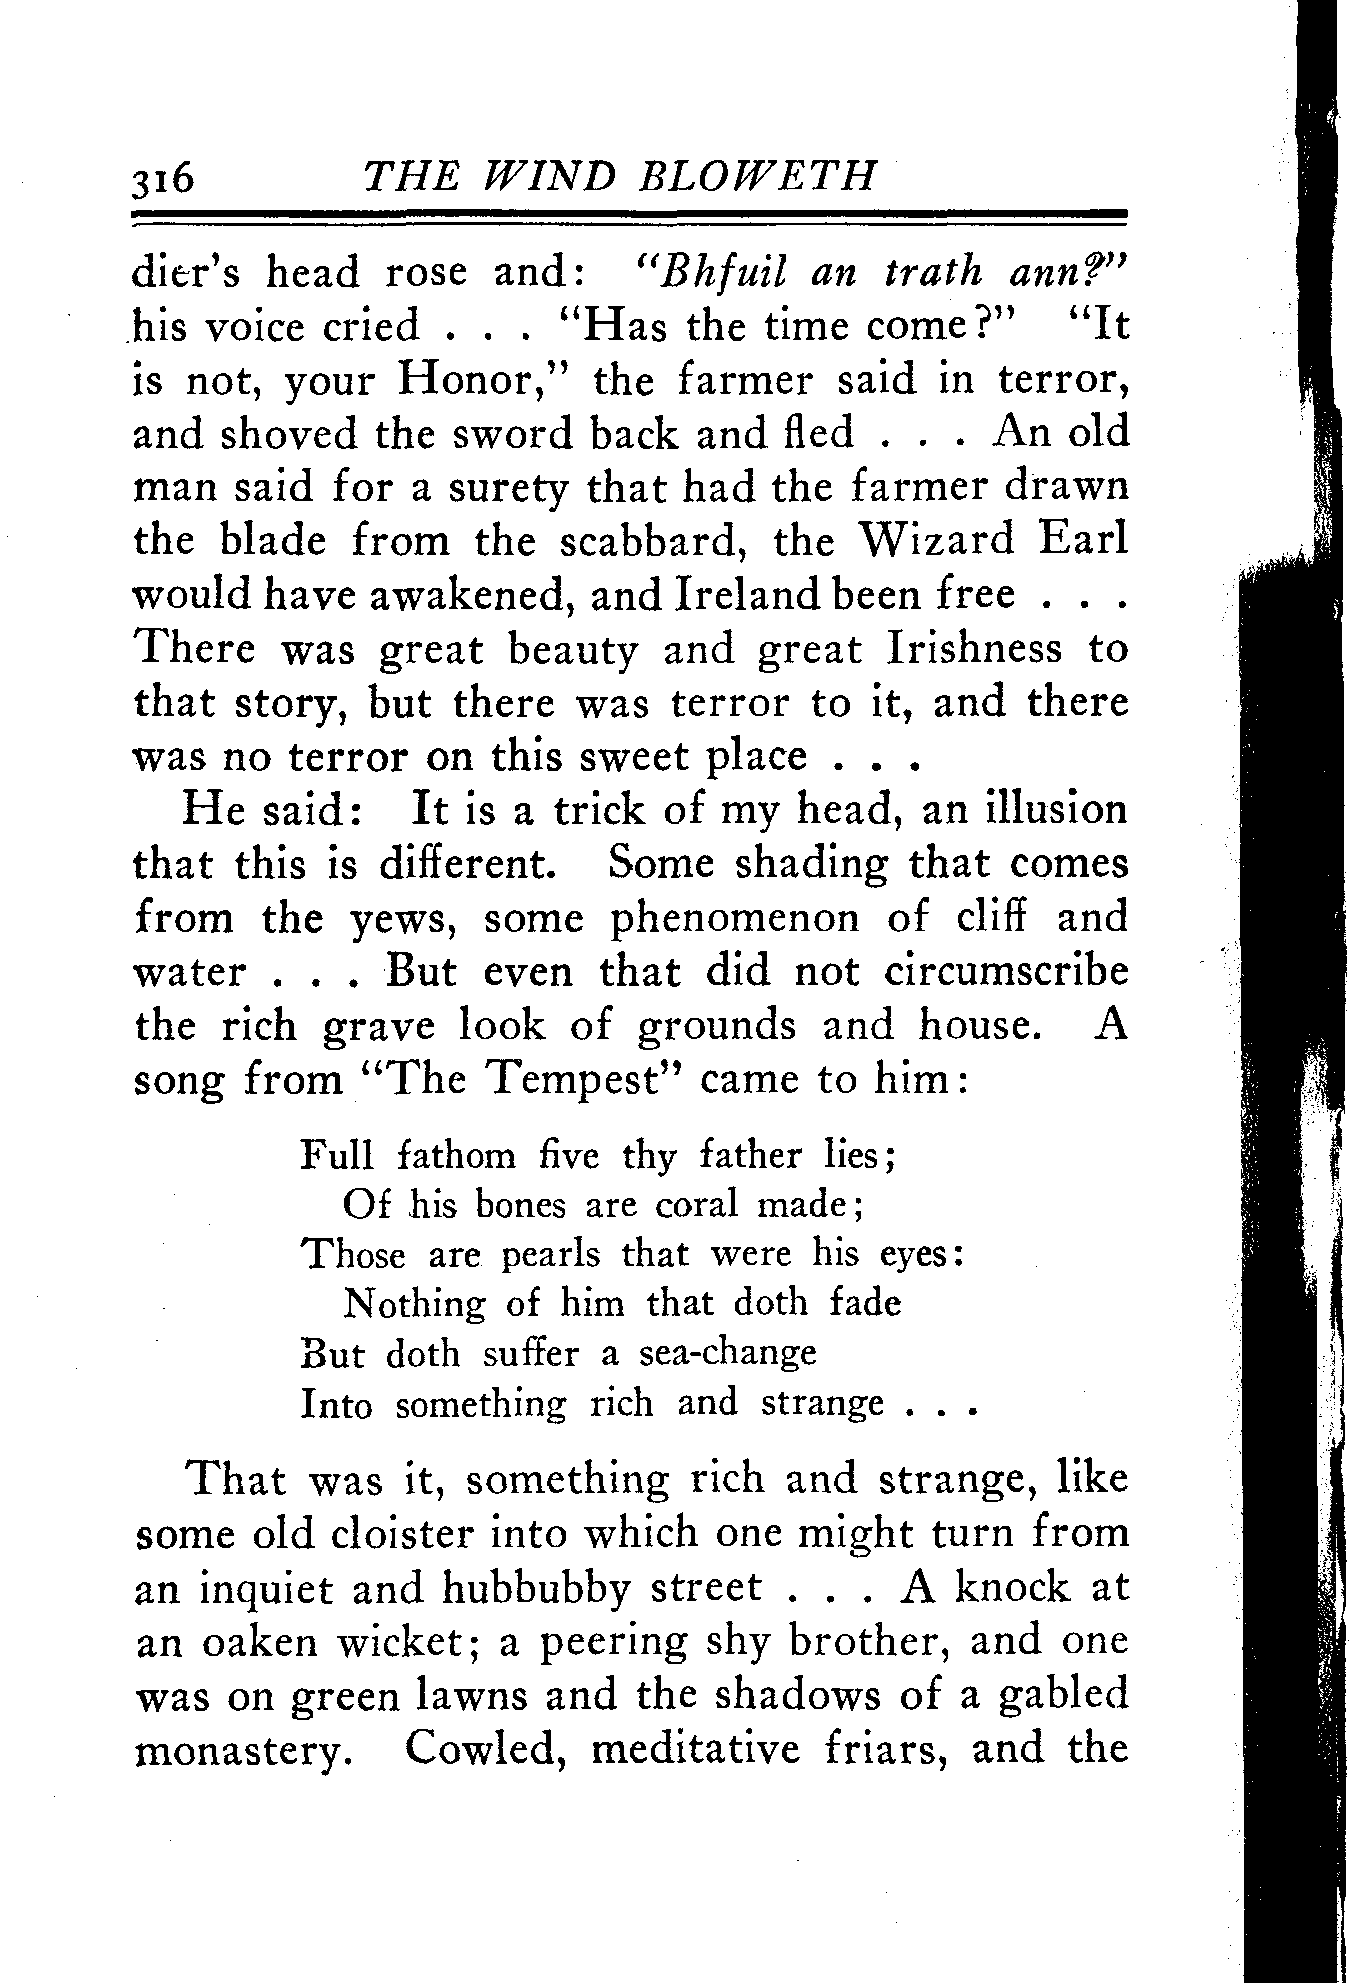 316 THE WIND BLOWETH
dier's head rose and: "Bhfuil an trath ann?"
his voice cried . . . "Has the time come?" "It
is not, your Honor," the farmer said in terror,
and shoved the sword back and fled . . . An old
man said for a surety that had the farmer drawn
the blade from the scabbard, the Wizard Earl
would have awakened, and Ireland been free . . .
There was great beauty and great Irishness to
that story, but there was terror to it, and there
was no terror on this sweet place . . .
He said: It is a trick of my head, an illusion
that this is different. Some shading that comes
from the yews, some phenomenon of cliff and
water . . . But even that did not circumscribe
the rich grave look of grounds and house. A
song from "The Tempest" came to him:
Full fathom five thy father lies;
Of his bones are coral made;
Those are pearls that were his eyes:
Nothing of him that doth fade
But doth suffer a sea-change
Into something rich and strange . . .
That was it, something rich and strange, like
some old cloister into which one might turn from
an inquiet and hubbubby street . . . A knock at
an oaken wicket; a peering shy brother, and one
was on green lawns and the shadows of a gabled
monastery. Cowled, meditative friars, and the